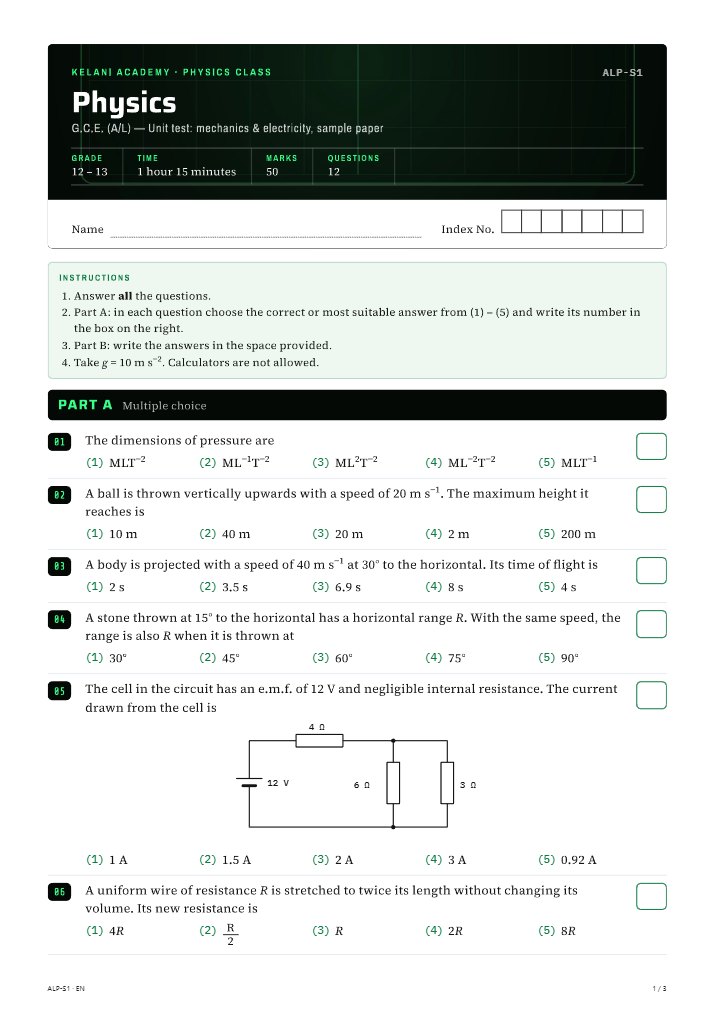 KELANI ACADEMY · PHYSICS CLASS
ALP-S1
Physics
G.C.E. (A/L) — Unit test: mechanics & electricity, sample paper
GRADE TIME MARKS QUESTIONS
12 – 13 1 hour 15 minutes 50 12
Name Index No.
INSTRUCTIONS
1. Answer all the questions.
2. Part A: in each question choose the correct or most suitable answer from (1) – (5) and write its number in
the box on the right.
3. Part B: write the answers in the space provided.
4. Take g = 10 m s⁻². Calculators are not allowed.
PART A Multiple choice
01 The dimensions of pressure are
(1) MLT⁻² (2) ML⁻¹T⁻² (3) ML²T⁻² (4) ML⁻²T⁻² (5) MLT⁻¹
02 A ball is thrown vertically upwards with a speed of 20 m s⁻¹. The maximum height it
reaches is
(1) 10 m (2) 40 m (3) 20 m (4) 2 m (5) 200 m
03 A body is projected with a speed of 40 m s⁻¹ at 30° to the horizontal. Its time of flight is
(1) 2 s (2) 3.5 s (3) 6.9 s (4) 8 s (5) 4 s
04 A stone thrown at 15° to the horizontal has a horizontal range R. With the same speed, the
range is also R when it is thrown at
(1) 30° (2) 45° (3) 60° (4) 75° (5) 90°
05 The cell in the circuit has an e.m.f. of 12 V and negligible internal resistance. The current
drawn from the cell is
4 Ω
12 V 6 Ω 3 Ω
(1) 1 A (2) 1.5 A (3) 2 A (4) 3 A (5) 0.92 A
06 A uniform wire of resistance R is stretched to twice its length without changing its
volume. Its new resistance is
(1) 4R (2) R/2 (3) R (4) 2R (5) 8R
ALP-S1 · EN 1 / 3